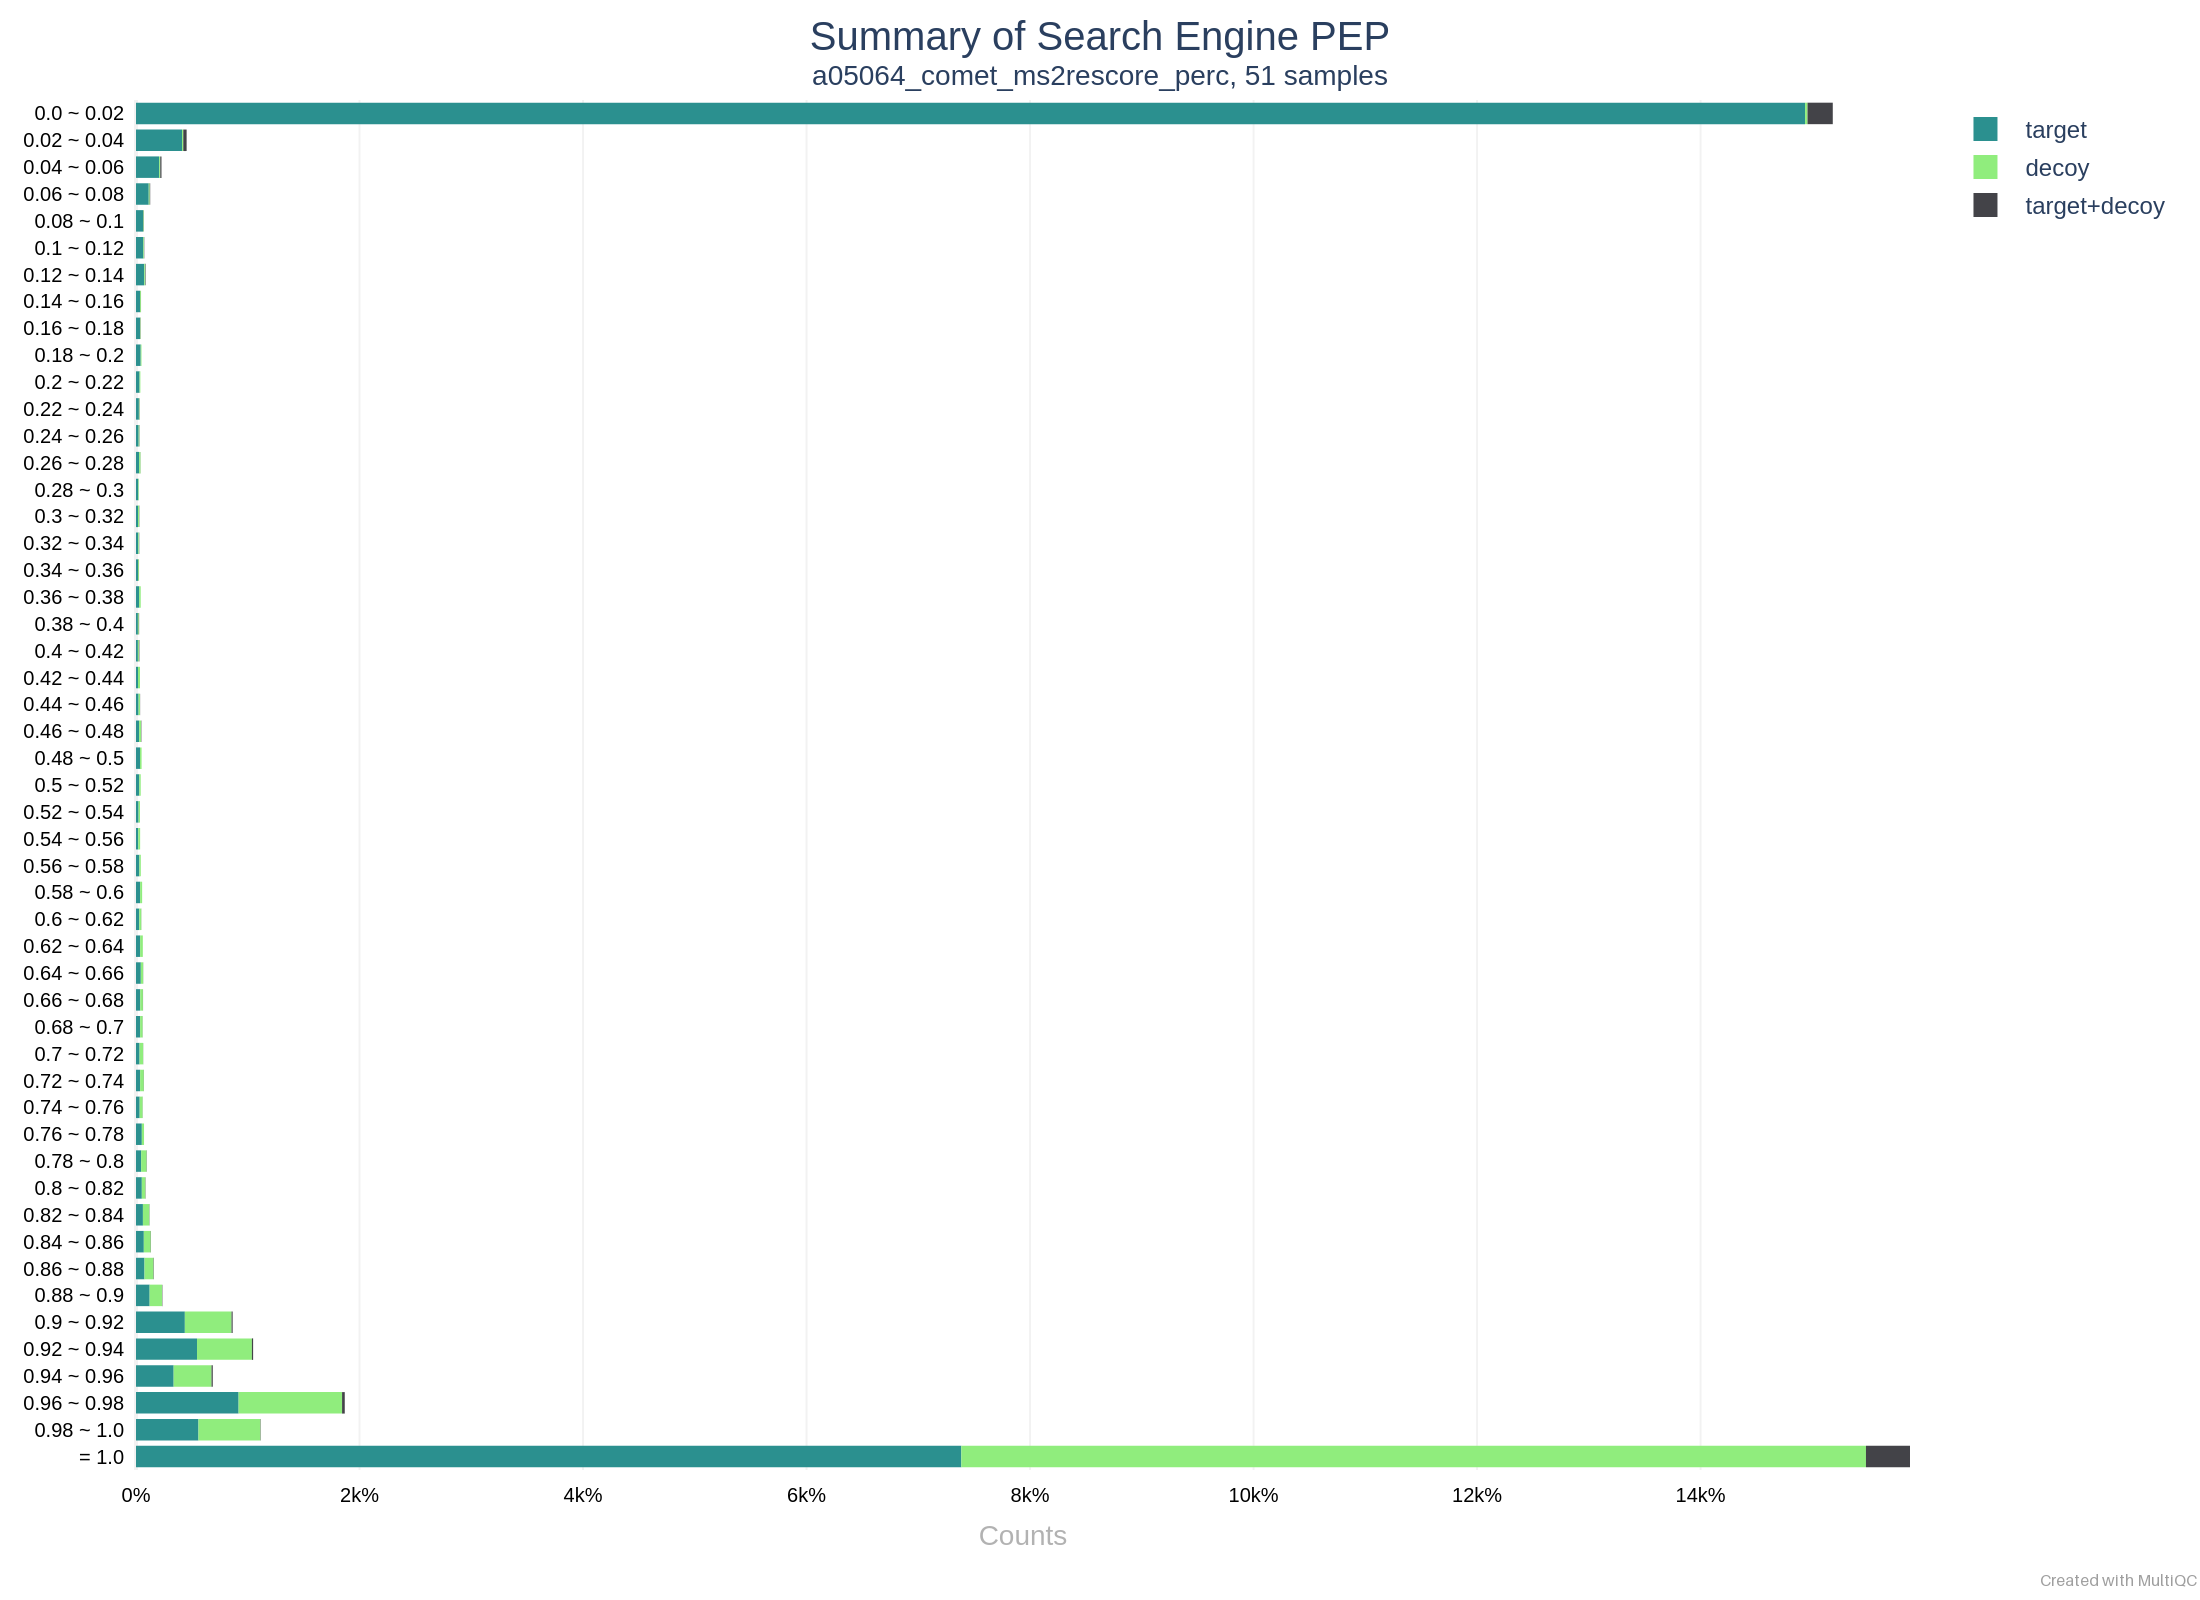 Summary of Search Engine PEP
a05064_comet_ms2rescore_perc, 51 samples
0.0 ~ 0.02
0.02 ~ 0.04
0.04 ~ 0.06
0.06 ~ 0.08
0.08 ~ 0.1
0.1 ~ 0.12
0.12 ~ 0.14
0.14 ~ 0.16
0.16 ~ 0.18
0.18 ~ 0.2
0.2 ~ 0.22
0.22 ~ 0.24
0.24 ~ 0.26
0.26 ~ 0.28
0.28 ~ 0.3
0.3 ~ 0.32
0.32 ~ 0.34
0.34 ~ 0.36
0.36 ~ 0.38
0.38 ~ 0.4
0.4 ~ 0.42
0.42 ~ 0.44
0.44 ~ 0.46
0.46 ~ 0.48
0.48 ~ 0.5
0.5 ~ 0.52
0.52 ~ 0.54
0.54 ~ 0.56
0.56 ~ 0.58
0.58 ~ 0.6
0.6 ~ 0.62
0.62 ~ 0.64
0.64 ~ 0.66
0.66 ~ 0.68
0.68 ~ 0.7
0.7 ~ 0.72
0.72 ~ 0.74
0.74 ~ 0.76
0.76 ~ 0.78
0.78 ~ 0.8
0.8 ~ 0.82
0.82 ~ 0.84
0.84 ~ 0.86
0.86 ~ 0.88
0.88 ~ 0.9
0.9 ~ 0.92
0.92 ~ 0.94
0.94 ~ 0.96
0.96 ~ 0.98
0.98 ~ 1.0
= 1.0
0% 2k% 4k% 6k% 8k% 10k% 12k% 14k%
Counts
target
decoy
target+decoy
Created with MultiQC